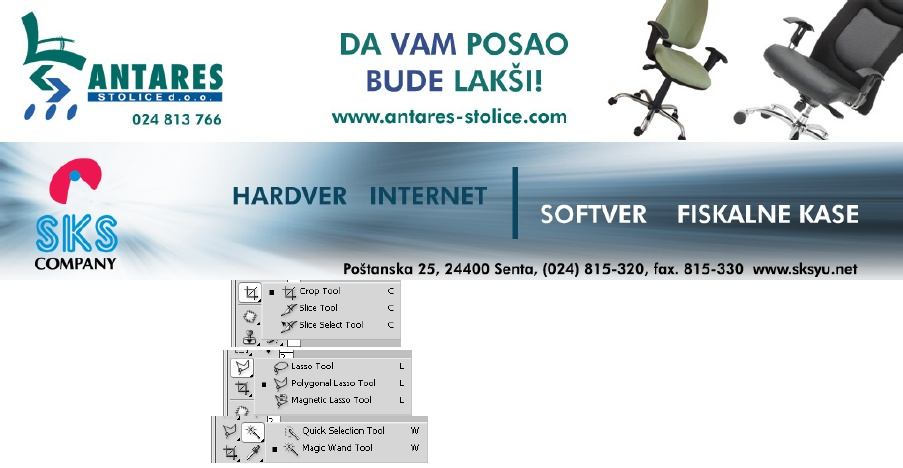 DA VAM POSAO
BUDE LAKŠI!
ANTARES
STOLICE d.o.o.
024 813 766
www.antares-stolice.com
HARDVER INTERNET
SOFTVER FISKALNE KASE
SKS
COMPANY
Poštanska 25, 24400 Senta, (024) 815-320, fax. 815-330 www.sksyu.net
Crop Tool C
Slice Tool C
Slice Select Tool C
Lasso Tool L
Polygonal Lasso Tool L
Magnetic Lasso Tool L
Quick Selection Tool W
Magic Wand Tool W